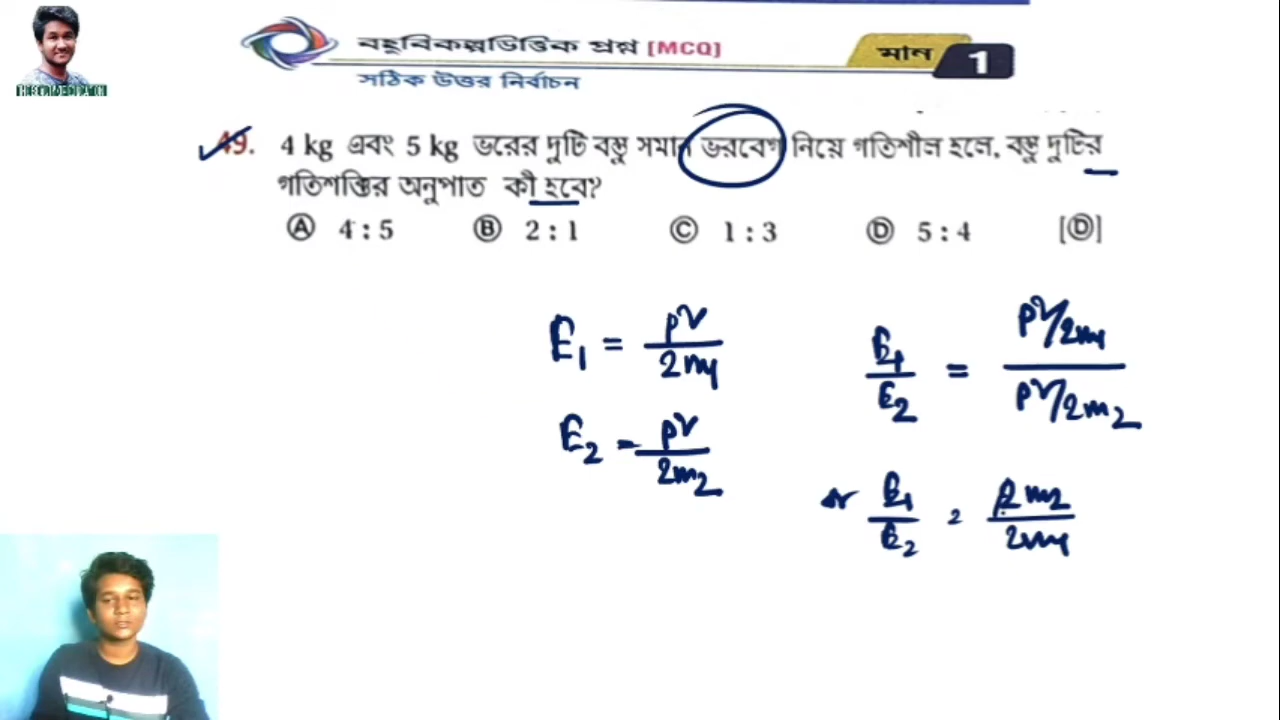 বহুবিকল্পভিত্তিক প্রশ্ন [MCQ]
মান 1
সঠিক উত্তর নির্বাচন
49. 4 kg এবং 5 kg ভরের দুটি বস্তু সমান ভরবেগ নিয়ে গতিশীল হলে, বস্তু দুটির
গতিশক্তির অনুপাত কী হবে?
Ⓐ 4 : 5 Ⓑ 2 : 1 Ⓒ 1 : 3 Ⓓ 5 : 4 [Ⓓ]
E₁ = p²/2m₁
E₂ = p²/2m₂
E₁/E₂ = p²/2m₁ / p²/2m₂
or E₁/E₂ = 2m₂/2m₁